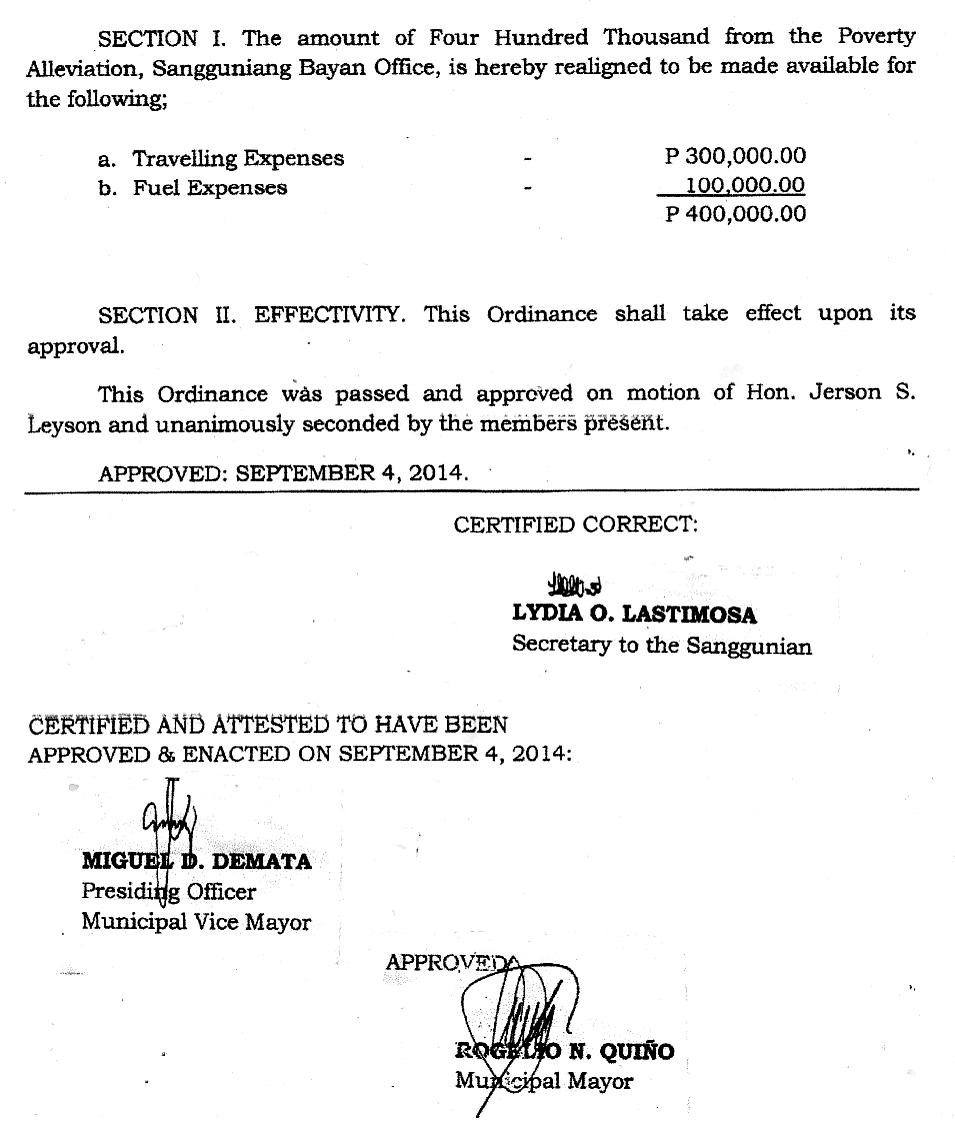 SECTION I. The amount of Four Hundred Thousand from the Poverty
Alleviation, Sangguniang Bayan Office, is hereby realigned to be made available for
the following;
a. Travelling Expenses - P 300,000.00
b. Fuel Expenses - 100,000.00
P 400,000.00
SECTION II. EFFECTIVITY. This Ordinance shall take effect upon its
approval.
This Ordinance was passed and approved on motion of Hon. Jerson S.
Leyson and unanimously seconded by the members present.
APPROVED: SEPTEMBER 4, 2014.
CERTIFIED CORRECT:
LYDIA O. LASTIMOSA
Secretary to the Sanggunian
CERTIFIED AND ATTESTED TO HAVE BEEN
APPROVED & ENACTED ON SEPTEMBER 4, 2014:
MIGUEL D. DEMATA
Presiding Officer
Municipal Vice Mayor
APPROVED:
ROGELIO N. QUIÑO
Municipal Mayor